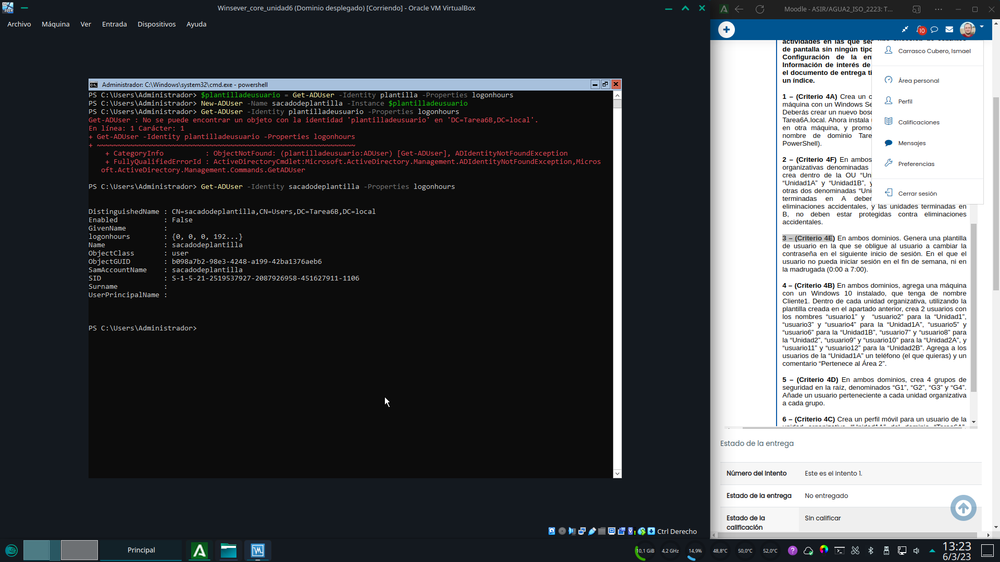 Winsever_core_unidad6 (Dominio desplegado) [Corriendo] - Oracle VM VirtualBox
Archivo Máquina Ver Entrada Dispositivos Ayuda
Administrador: C:\Windows\system32\cmd.exe - powershell
PS C:\Users\Administrador> $plantilladeusuario = Get-ADUser -Identity plantilla -Properties logonhours
PS C:\Users\Administrador> New-ADUser -Name sacadodeplantilla -Instance $plantilladeusuario
PS C:\Users\Administrador> Get-ADUser -Identity plantilladeusuario -Properties logonhours
Get-ADUser : No se puede encontrar un objeto con la identidad 'plantilladeusuario' en 'DC=Tarea6B,DC=local'.
En línea: 1 Carácter: 1
+ Get-ADUser -Identity plantilladeusuario -Properties logonhours
+ ~~~~~~~~~~~~~~~~~~~~~~~~~~~~~~~~~~~~~~~~~~~~~~~~~~~~~~~~~~~~~~
+ CategoryInfo : ObjectNotFound: (plantilladeusuario:ADUser) [Get-ADUser], ADIdentityNotFoundException
+ FullyQualifiedErrorId : ActiveDirectoryCmdlet:Microsoft.ActiveDirectory.Management.ADIdentityNotFoundException,Micros
oft.ActiveDirectory.Management.Commands.GetADUser
PS C:\Users\Administrador> Get-ADUser -Identity sacadodeplantilla -Properties logonhours
DistinguishedName : CN=sacadodeplantilla,CN=Users,DC=Tarea6B,DC=local
Enabled : False
GivenName :
logonhours : {0, 0, 0, 192...}
Name : sacadodeplantilla
ObjectClass : user
ObjectGUID : b098a7b2-98e3-4248-a199-42ba1376aeb6
SamAccountName : sacadodeplantilla
SID : S-1-5-21-2519537927-2087926958-451627911-1106
Surname :
UserPrincipalName :
PS C:\Users\Administrador>
Ctrl Derecho
Moodle - ASIR/AGUA2_ISO_2223: T...
10
Carrasco Cubero, Ismael
Área personal
Perfil
Calificaciones
Mensajes
Preferencias
Cerrar sesión
actividades en las que sea
de pantalla sin ningún tipo
Configuración de la en
Información de interés de
el documento de entrega ti
un índice.
1 – (Criterio 4A) Crea un c
máquina con un Windows Se
Deberás crear un nuevo bosq
Tarea6A.local. Ahora instala
en otra máquina, y promo
nombre de dominio Tare
PowerShell).
2 – (Criterio 4F) En ambos
organizativas denominadas
crea dentro de la OU “Un
“Unidad1A” y “Unidad1B”, y
otras dos denominadas “Uni
terminadas en A deber
eliminaciones accidentales, y las unidades terminadas en
B, no deben estar protegidas contra eliminaciones
accidentales.
3 – (Criterio 4E) En ambos dominios. Genera una plantilla
de usuario en la que se obligue al usuario a cambiar la
contraseña en el siguiente inicio de sesión. En el que el
usuario no pueda iniciar sesión en el fin de semana, ni en
la madrugada (0:00 a 7:00).
4 – (Criterio 4B) En ambos dominios, agrega una máquina
con un Windows 10 instalado, que tenga de nombre
Cliente1. Dentro de cada unidad organizativa, utilizando la
plantilla creada en el apartado anterior, crea 2 usuarios con
los nombres “usuario1” y “usuario2” para la “Unidad1”,
“usuario3” y “usuario4” para la “Unidad1A”, “usuario5” y
“usuario6” para la “Unidad1B”, “usuario7” y “usuario8” para
la “Unidad2”, “usuario9” y “usuario10” para la “Unidad2A”, y
“usuario11” y “usuario12” para la “Unidad2B”. Agrega a los
usuarios de la “Unidad1A” un teléfono (el que quieras) y un
comentario “Pertenece al Área 2”.
5 – (Criterio 4D) En ambos dominios, crea 4 grupos de
seguridad en la raíz, denominados “G1”, “G2”, “G3” y “G4”.
Añade un usuario perteneciente a cada unidad organizativa
a cada grupo.
6 – (Criterio 4C) Crea un perfil móvil para un usuario de la
Estado de la entrega
Número del Intento Este es el intento 1.
Estado de la entrega No entregado
Estado de la calificación Sin calificar
Principal
10,1 GiB 4,2 GHz 14,9% 48,8°C 50,0°C 52,0°C
13:23
6/3/23